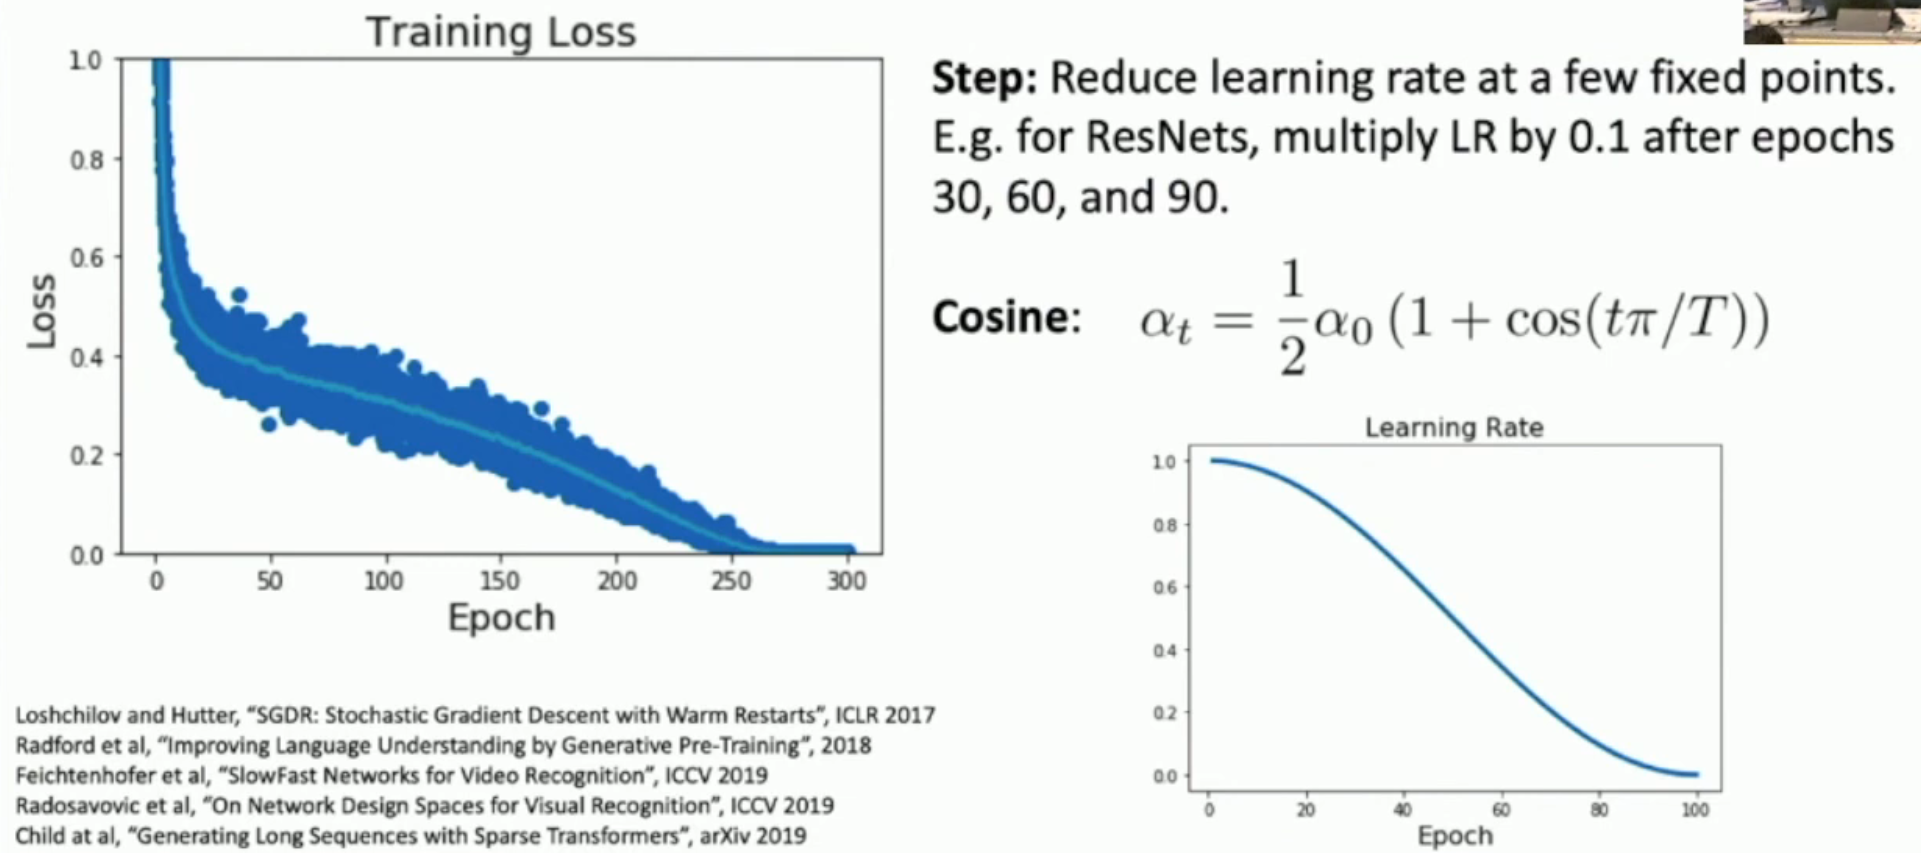 Training Loss
1.0
0.8
0.6
0.4
0.2
0.0
Loss
0
50
100
150
200
250
300
Epoch
Step: Reduce learning rate at a few fixed points.
E.g. for ResNets, multiply LR by 0.1 after epochs
30, 60, and 90.
Cosine: α_t = \frac{1}{2}α_0 (1 + cos(tπ/T))
Learning Rate
1.0
0.8
0.6
0.4
0.2
0.0
0
20
40
60
80
100
Epoch
Loshchilov and Hutter, “SGDR: Stochastic Gradient Descent with Warm Restarts”, ICLR 2017
Radford et al, “Improving Language Understanding by Generative Pre-Training”, 2018
Feichtenhofer et al, “SlowFast Networks for Video Recognition”, ICCV 2019
Radosavovic et al, “On Network Design Spaces for Visual Recognition”, ICCV 2019
Child at al, “Generating Long Sequences with Sparse Transformers”, arXiv 2019